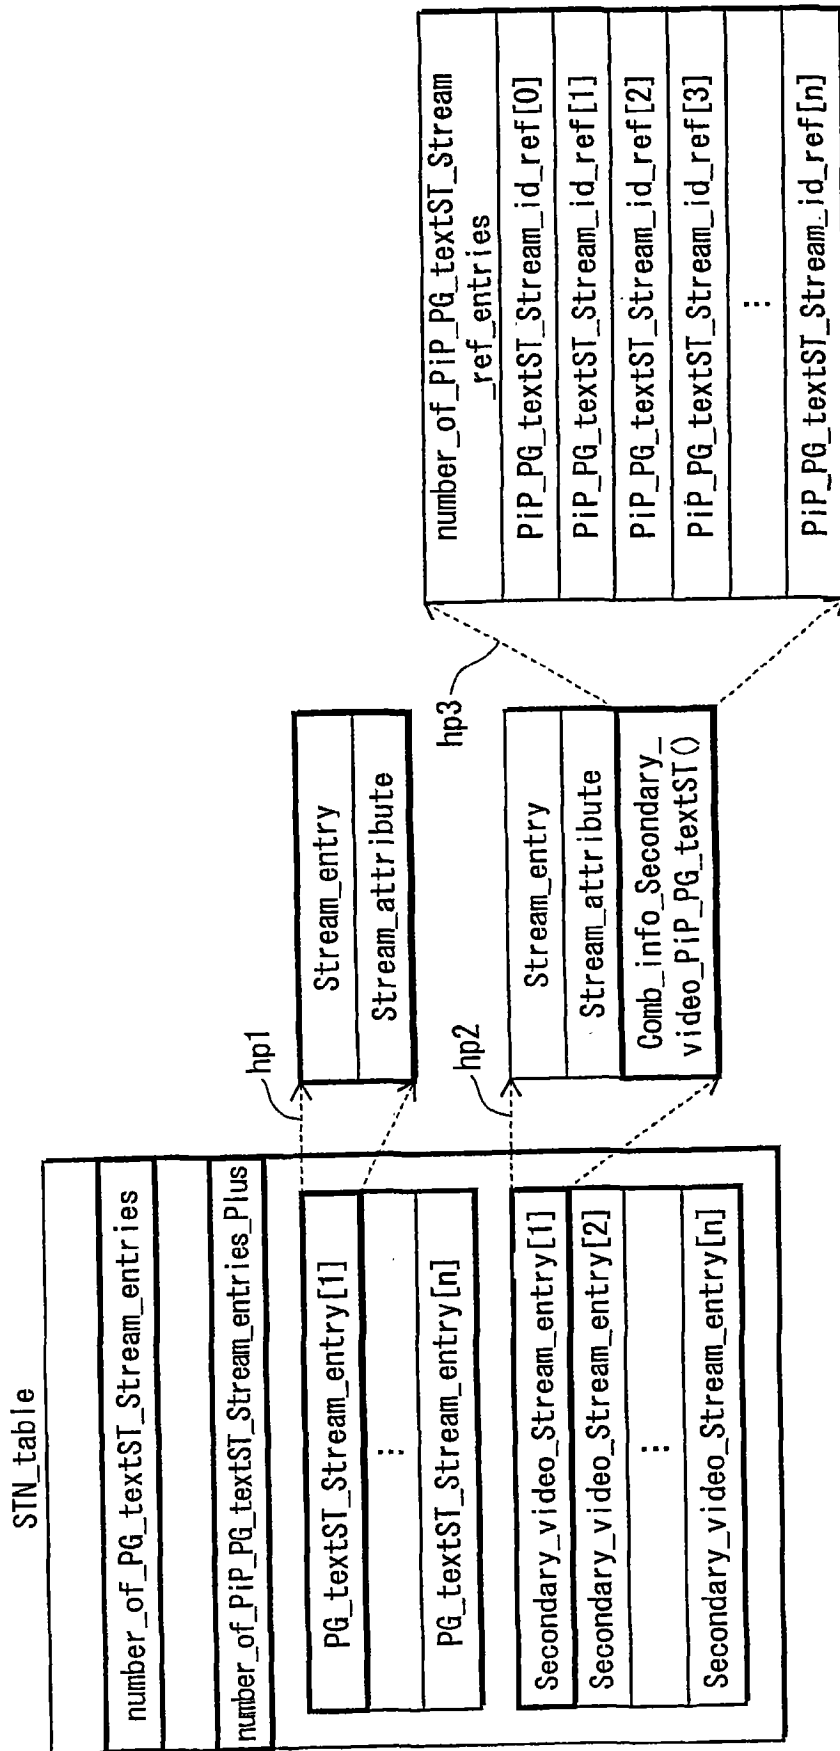 STN_table
number_of_PG_textST_Stream_entries
number_of_PiP_PG_textST_Stream_entries_Plus
PG_textST_Stream_entry[1]
⋮
PG_textST_Stream_entry[n]
Secondary_video_Stream_entry[1]
Secondary_video_Stream_entry[2]
⋮
Secondary_video_Stream_entry[n]
hp1
Stream_entry
Stream_attribute
hp2
Stream_entry
Stream_attribute
Comb_info_Secondary_
video_PiP_PG_textST()
hp3
number_of_PiP_PG_textST_Stream
_ref_entries
PiP_PG_textST_Stream_id_ref[0]
PiP_PG_textST_Stream_id_ref[1]
PiP_PG_textST_Stream_id_ref[2]
PiP_PG_textST_Stream_id_ref[3]
⋮
PiP_PG_textST_Stream_id_ref[n]